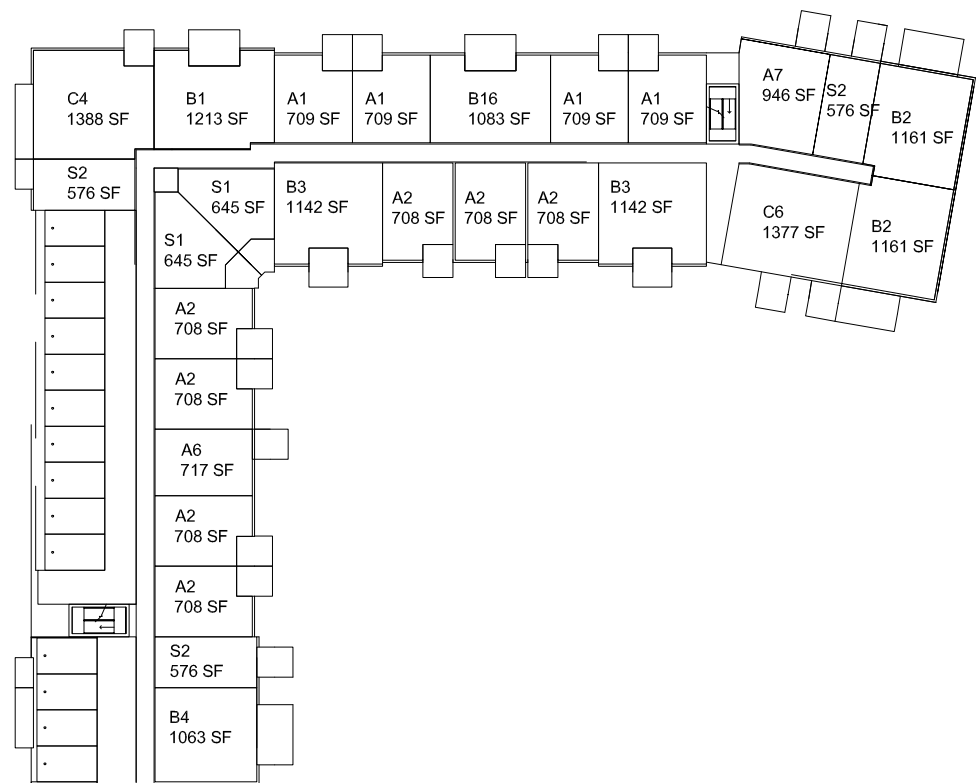 C4
1388 SF
B1
1213 SF
A1
709 SF
A1
709 SF
B16
1083 SF
A1
709 SF
A1
709 SF
A7
946 SF
S2
576 SF
B2
1161 SF
S2
576 SF
S1
645 SF
B3
1142 SF
A2
708 SF
A2
708 SF
A2
708 SF
B3
1142 SF
C6
1377 SF
B2
1161 SF
S1
645 SF
A2
708 SF
A2
708 SF
A6
717 SF
A2
708 SF
A2
708 SF
S2
576 SF
B4
1063 SF